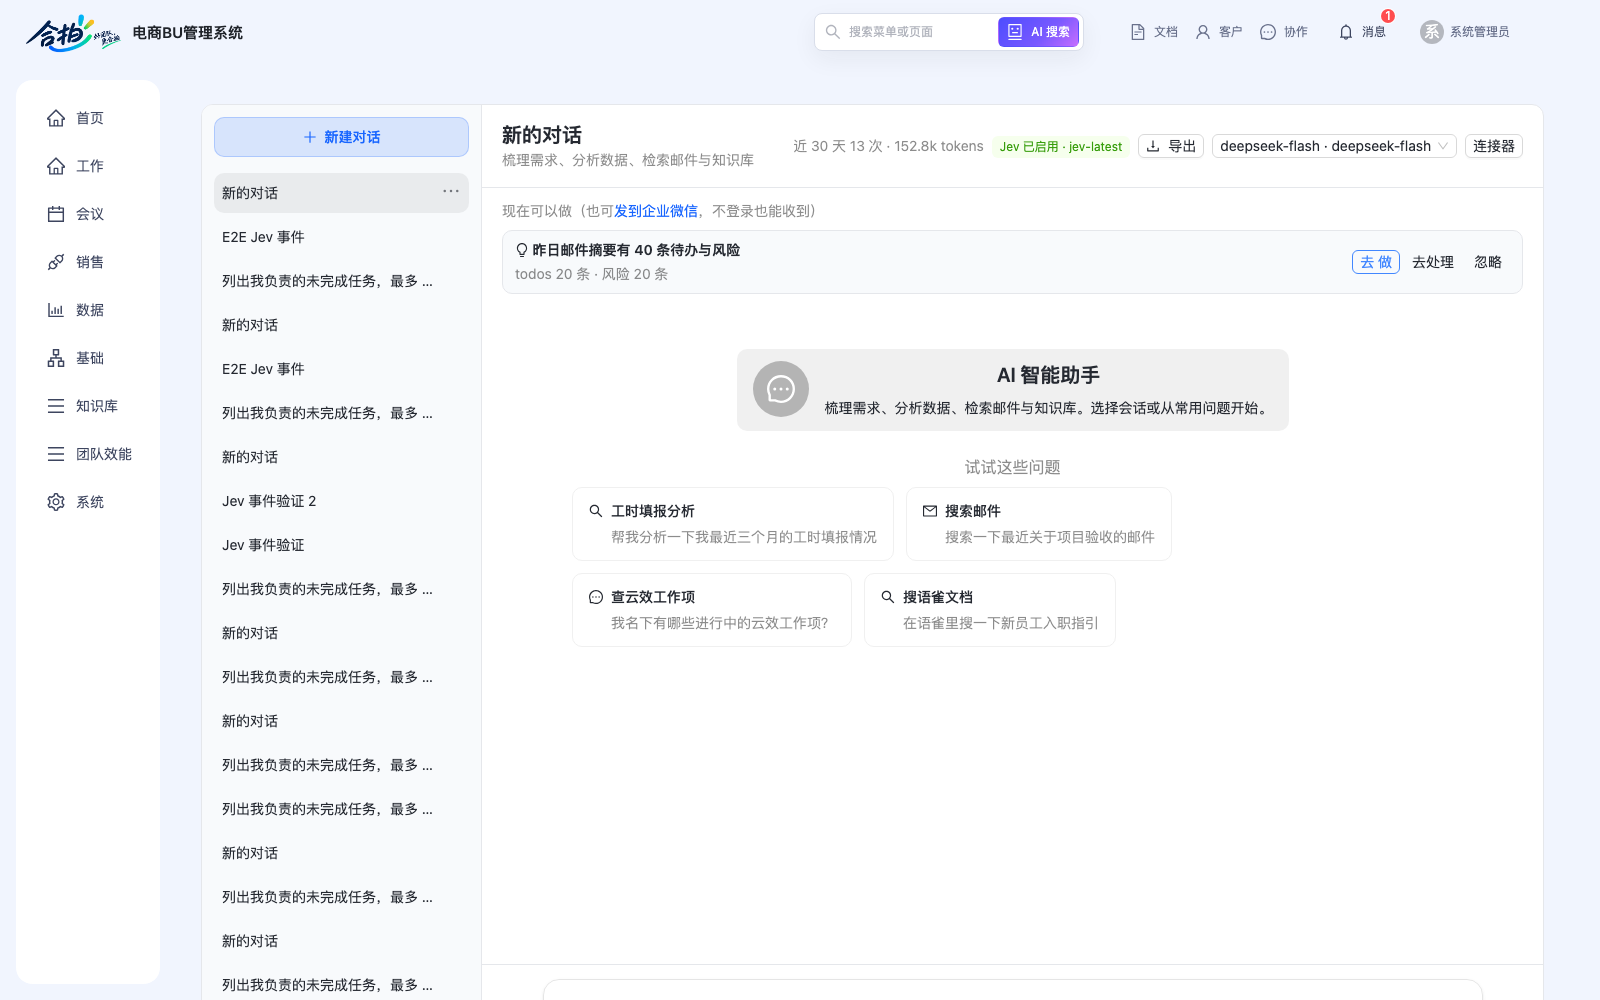 合拍
电商BU管理系统
搜索菜单或页面
AI 搜索
文档
客户
协作
消息
1
系
系统管理员
首页
工作
会议
销售
数据
基础
知识库
团队效能
系统
新建对话
新的对话
E2E Jev 事件
列出我负责的未完成任务，最多 ...
新的对话
E2E Jev 事件
列出我负责的未完成任务，最多 ...
新的对话
Jev 事件验证 2
Jev 事件验证
列出我负责的未完成任务，最多 ...
新的对话
列出我负责的未完成任务，最多 ...
新的对话
列出我负责的未完成任务，最多 ...
列出我负责的未完成任务，最多 ...
新的对话
列出我负责的未完成任务，最多 ...
新的对话
列出我负责的未完成任务，最多 ...
新的对话
梳理需求、分析数据、检索邮件与知识库
近 30 天 13 次 · 152.8k tokens
Jev 已启用 · jev-latest
导出
deepseek-flash · deepseek-flash
连接器
现在可以做（也可发到企业微信，不登录也能收到）
昨日邮件摘要有 40 条待办与风险
todos 20 条 · 风险 20 条
去 做
去处理
忽略
AI 智能助手
梳理需求、分析数据、检索邮件与知识库。选择会话或从常用问题开始。
试试这些问题
工时填报分析
帮我分析一下我最近三个月的工时填报情况
搜索邮件
搜索一下最近关于项目验收的邮件
查云效工作项
我名下有哪些进行中的云效工作项?
搜语雀文档
在语雀里搜一下新员工入职指引